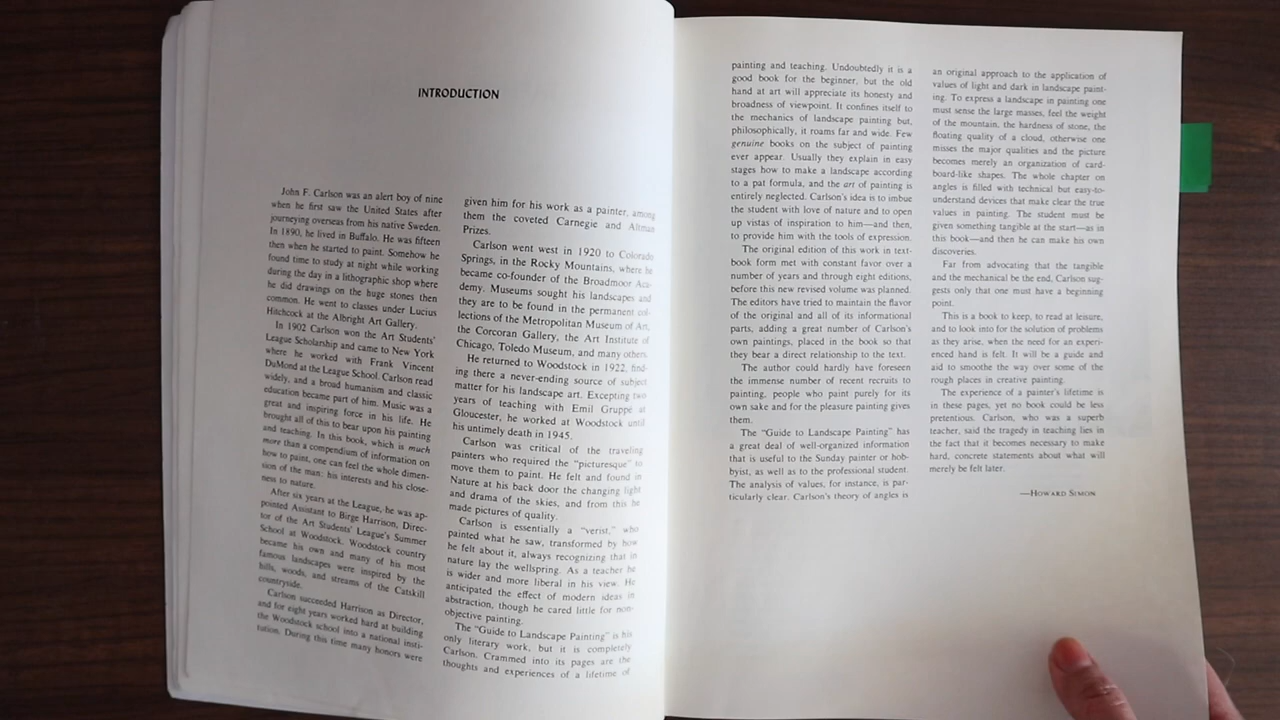 INTRODUCTION
John F. Carlson was an alert boy of nine
when he first saw the United States after
journeying overseas from his native Sweden.
In 1890, he lived in Buffalo. He was fifteen
then when he started to paint. Somehow he
found time to study at night while working
during the day in a lithographic shop where
he did drawings on the huge stones then
common. He went to classes under Lucius
Hitchcock at the Albright Art Gallery.
In 1902 Carlson won the Art Students'
League Scholarship and came to New York
where he worked with Frank Vincent
DuMond at the League School. Carlson read
widely, and a broad humanism and classic
education became part of him. Music was a
great and inspiring force in his life. He
brought all of this to bear upon his painting
and teaching. In this book, which is much
more than a compendium of information on
how to paint, one can feel the whole dimen-
sion of the man: his interests and his close-
ness to nature.
After six years at the League, he was ap-
pointed Assistant to Birge Harrison, Direc-
tor of the Art Students' League's Summer
School at Woodstock. Woodstock country
became his own and many of his most
famous landscapes were inspired by the
hills, woods, and streams of the Catskill
countryside.
Carlson succeeded Harrison as Director,
and for eight years worked hard at building
the Woodstock school into a national insti-
tution. During this time many honors were
given him for his work as a painter, among
them the coveted Carnegie and Altman
Prizes.
Carlson went west in 1920 to Colorado
Springs, in the Rocky Mountains, where he
became co-founder of the Broadmoor Aca-
demy. Museums sought his landscapes and
they are to be found in the permanent col-
lections of the Metropolitan Museum of Art,
the Corcoran Gallery, the Art Institute of
Chicago, Toledo Museum, and many others.
He returned to Woodstock in 1922, find-
ing there a never-ending source of subject
matter for his landscape art. Excepting two
years of teaching with Emil Gruppé at
Gloucester, he worked at Woodstock until
his untimely death in 1945.
Carlson was critical of the traveling
painters who required the "picturesque" to
move them to paint. He felt and found in
Nature at his back door the changing light
and drama of the skies, and from this he
made pictures of quality.
Carlson is essentially a "verist," who
painted what he saw, transformed by how
he felt about it, always recognizing that in
nature lay the wellspring. As a teacher he
is wider and more liberal in his view. He
anticipated the effect of modern ideas in
abstraction, though he cared little for non-
objective painting.
The "Guide to Landscape Painting" is his
only literary work, but it is completely
Carlson. Crammed into its pages are the
thoughts and experiences of a lifetime of
painting and teaching. Undoubtedly it is a
good book for the beginner, but the old
hand at art will appreciate its honesty and
broadness of viewpoint. It confines itself to
the mechanics of landscape painting but,
philosophically, it roams far and wide. Few
genuine books on the subject of painting
ever appear. Usually they explain in easy
stages how to make a landscape according
to a pat formula, and the art of painting is
entirely neglected. Carlson's idea is to imbue
the student with love of nature and to open
up vistas of inspiration to him—and then,
to provide him with the tools of expression.
The original edition of this work in text-
book form met with constant favor over a
number of years and through eight editions,
before this new revised volume was planned.
The editors have tried to maintain the flavor
of the original and all of its informational
parts, adding a great number of Carlson's
own paintings, placed in the book so that
they bear a direct relationship to the text.
The author could hardly have foreseen
the immense number of recent recruits to
painting, people who paint purely for its
own sake and for the pleasure painting gives
them.
The "Guide to Landscape Painting" has
a great deal of well-organized information
that is useful to the Sunday painter or hob-
byist, as well as to the professional student.
The analysis of values, for instance, is par-
ticularly clear. Carlson's theory of angles is
an original approach to the application of
values of light and dark in landscape paint-
ing. To express a landscape in painting one
must sense the large masses, feel the weight
of the mountain, the hardness of stone, the
floating quality of a cloud, otherwise one
misses the major qualities and the picture
becomes merely an organization of card-
board-like shapes. The whole chapter on
angles is filled with technical but easy-to-
understand devices that make clear the true
values in painting. The student must be
given something tangible at the start—as in
this book—and then he can make his own
discoveries.
Far from advocating that the tangible
and the mechanical be the end, Carlson sug-
gests only that one must have a beginning
point.
This is a book to keep, to read at leisure,
and to look into for the solution of problems
as they arise, when the need for an experi-
enced hand is felt. It will be a guide and
aid to smoothe the way over some of the
rough places in creative painting.
The experience of a painter's lifetime is
in these pages, yet no book could be less
pretentious. Carlson, who was a superb
teacher, said the tragedy in teaching lies in
the fact that it becomes necessary to make
hard, concrete statements about what will
merely be felt later.
—HOWARD SIMON